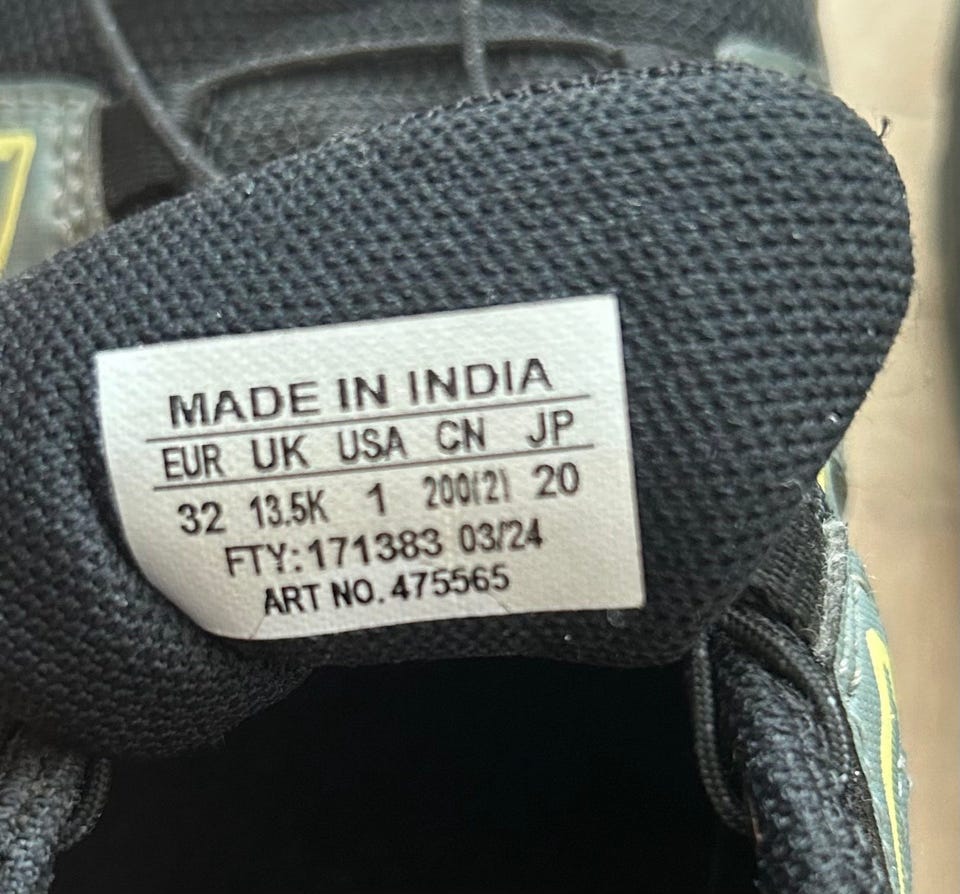 MADE IN INDIA
EUR UK USA CN JP
32 13.5K 1 200(2) 20
FTY: 171383 03/24
ART NO. 475565